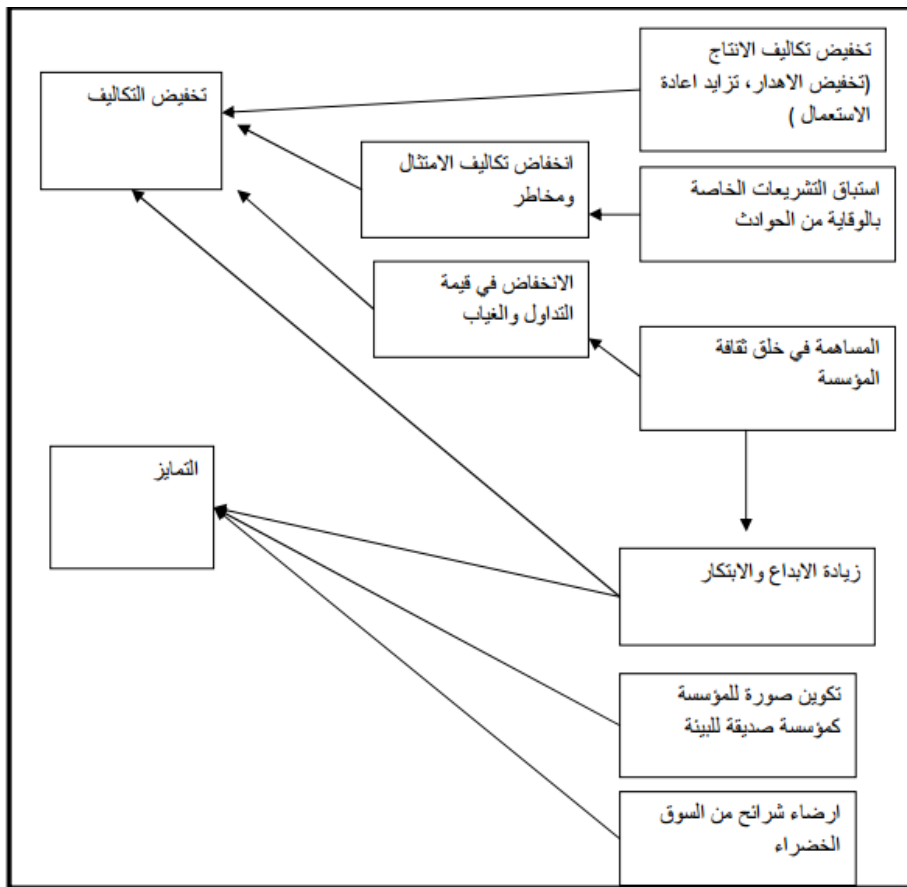 تخفيض تكاليف الانتاج
(تخفيض الاهدار، تزايد اعادة
الاستعمال )
تخفيض التكاليف
انخفاض تكاليف الامتثال
ومخاطر
استباق التشريعات الخاصة
بالوقاية من الحوادث
الانخفاض في قيمة
التداول والغياب
المساهمة في خلق ثقافة
المؤسسة
التمايز
زيادة الابداع والابتكار
تكوين صورة للمؤسسة
كمؤسسة صديقة للبيئة
ارضاء شرائح من السوق
الخضراء